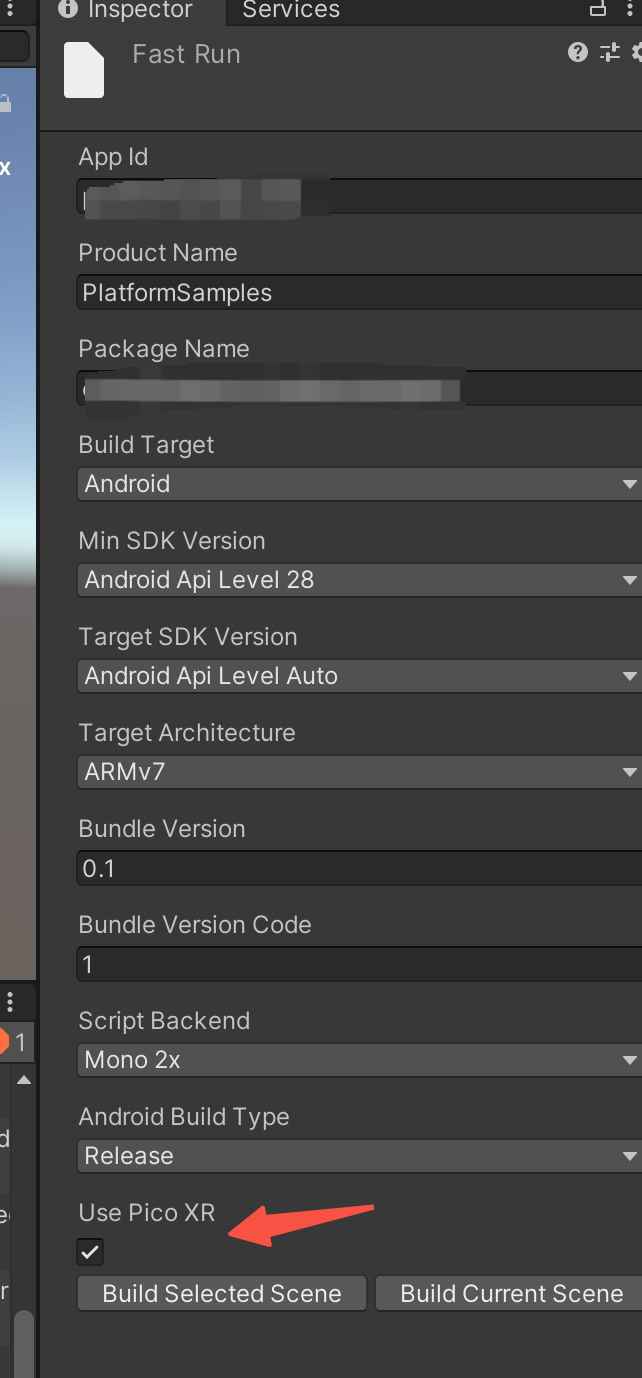 Inspector Services
Fast Run
x
App Id
Product Name
PlatformSamples
Package Name
Build Target
Android
Min SDK Version
Android Api Level 28
Target SDK Version
Android Api Level Auto
Target Architecture
ARMv7
Bundle Version
0.1
Bundle Version Code
1
1
Script Backend
Mono 2x
Android Build Type
Release
Use Pico XR
Build Selected Scene Build Current Scene